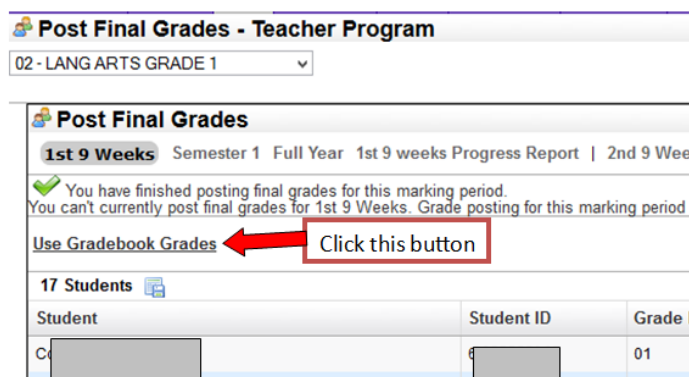 Post Final Grades - Teacher Program
02 - LANG ARTS GRADE 1
Post Final Grades
1st 9 Weeks Semester 1 Full Year 1st 9 weeks Progress Report | 2nd 9 Wee
You have finished posting final grades for this marking period.
You can't currently post final grades for 1st 9 Weeks. Grade posting for this marking period
Use Gradebook Grades Click this button
17 Students
Student Student ID Grade
01